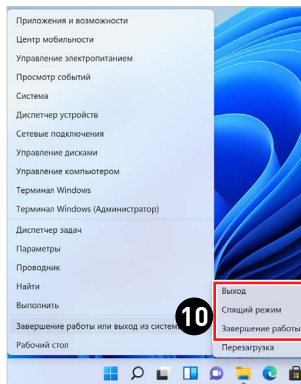 Приложения и возможности
Центр мобильности
Управление электропитанием
Просмотр событий
Система
Диспетчер устройств
Сетевые подключения
Управление дисками
Управление компьютером
Терминал Windows
Терминал Windows (Администратор)
Диспетчер задач
Параметры
Проводник
Найти
Выполнить
Завершение работы или выход из систем
Рабочий стол
10
Выход
Спящий режим
Завершение работы
Перезагрузка